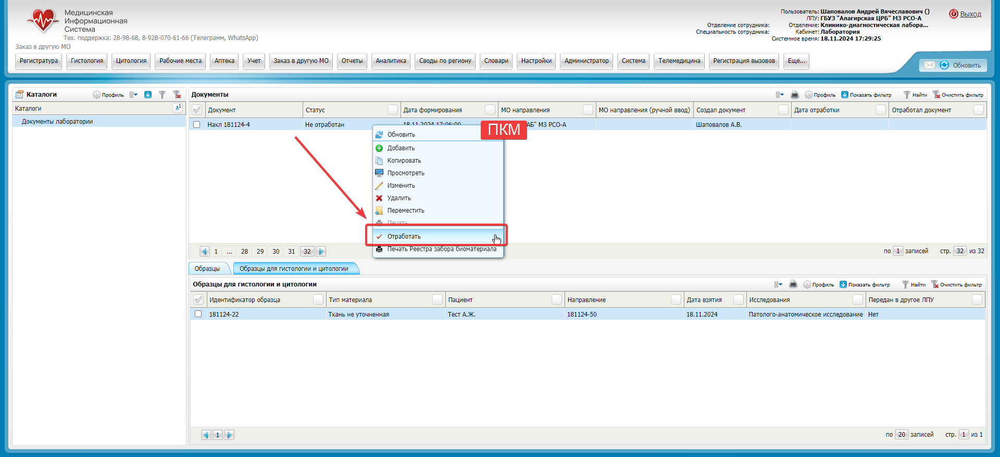 Медицинская
Информационная
Система
Тех. поддержка: 28-98-68, 8-928-070-61-66 (Телеграмм, WhatsApp)
Заказ в другую МО
Пользователь: Шаповалов Андрей Вячеславович ()
ЛПУ: ГБУЗ "Алагирская ЦРБ" МЗ РСО-А
Отделение сотрудника: Отделение: Клинико-диагностическая лабора...
Специальность сотрудника: Кабинет: Лаборатория
Системное время: 18.11.2024 17:29:25
Выход
Регистратура Гистология Цитология Рабочие места Аптека Учет Заказ в другую МО Отчеты Аналитика Своды по региону Словари Настройки Администратор Система Телемедицина Регистрация вызовов Еще...
Обновить
Каталоги Профиль
Каталоги 1
Документы лаборатории
Документы Профиль Показать фильтр Найти Очистить фильтр
Документ Статус Дата формирования МО направления МО направления (ручной ввод) Создал документ Дата отработки Отработал документ
Накл 181124-4 Не отработан 18.11.2024 17:06:00 АБ" МЗ РСО-А Шаповалов А.В.
ПКМ
Обновить
Добавить
Копировать
Просмотреть
Изменить
Удалить
Переместить
Печать
Отработать
Печать Реестра забора биоматериала
1 ... 28 29 30 31 32 по 1 записей стр. 32 из 32
Образцы Образцы для гистологии и цитологии
Образцы для гистологии и цитологии Профиль Показать фильтр Найти Очистить фильтр
Идентификатор образца Тип материала Пациент Направление Дата взятия Исследования Передан в другое ЛПУ
181124-22 Ткань не уточненная Тест А.Ж. 181124-50 18.11.2024 Патолого-анатомическое исследование Нет
1 по 20 записей стр. 1 из 1